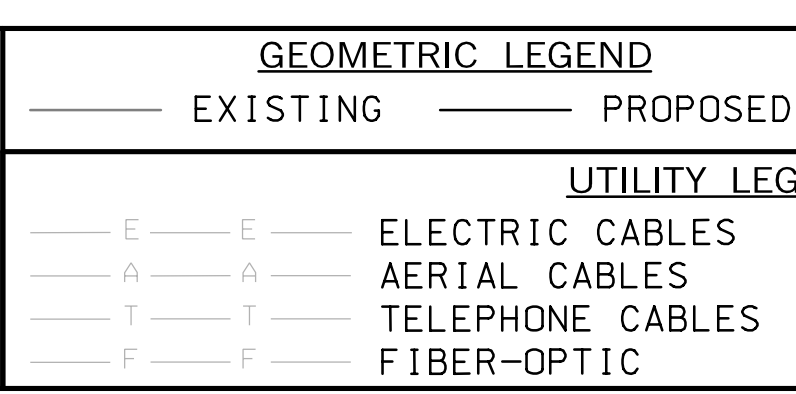 GEOMETRIC LEGEND
EXISTING PROPOSED
UTILITY LEG
E E ELECTRIC CABLES
A A AERIAL CABLES
T T TELEPHONE CABLES
F F FIBER-OPTIC